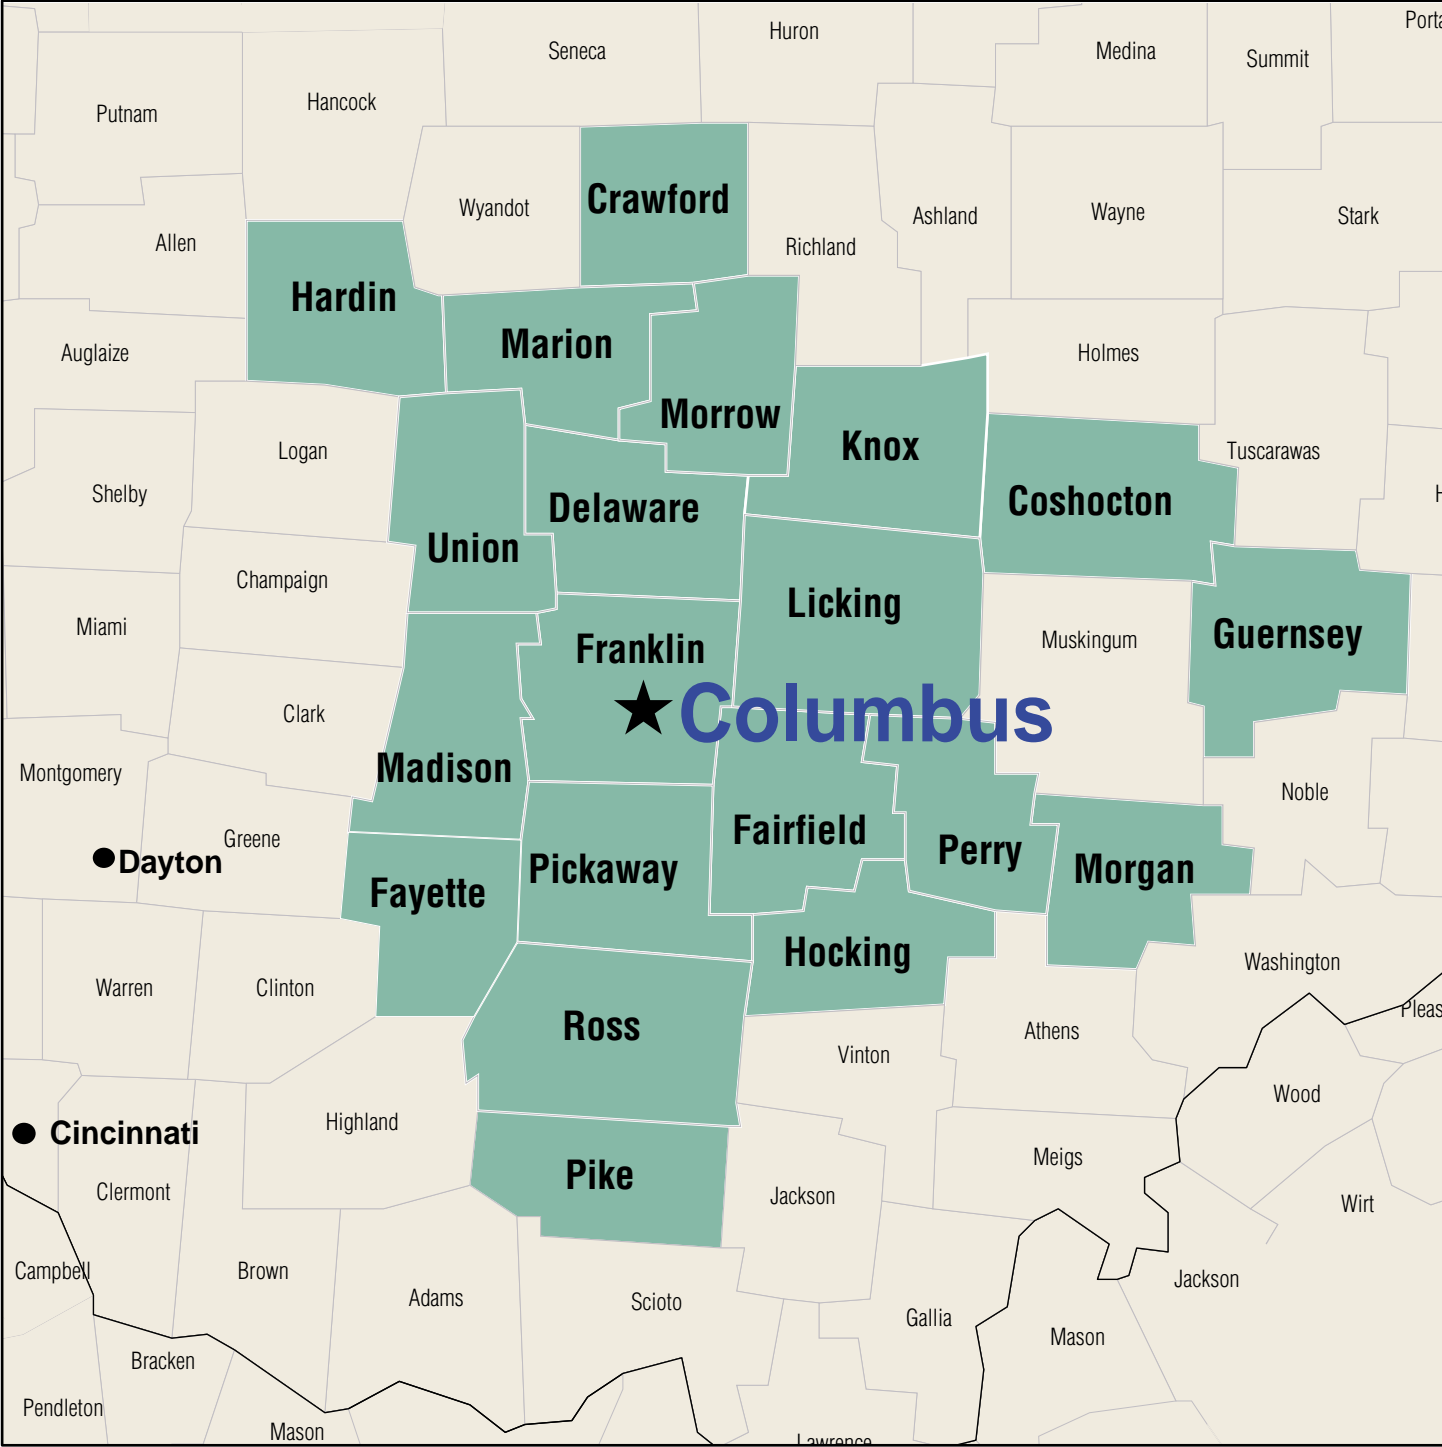 Porta
Huron
Seneca
Medina
Summit
Hancock
Putnam
Crawford
Wyandot
Wayne
Ashland
Stark
Allen
Richland
Hardin
Marion
Auglaize
Holmes
Morrow
Knox
Logan
Tuscarawas
Shelby
H
Coshocton
Delaware
Union
Champaign
Licking
Miami
Guernsey
Muskingum
Franklin
Clark
Columbus
Madison
Montgomery
Noble
Fairfield
Greene
Perry
Dayton
Pickaway
Morgan
Fayette
Hocking
Washington
Warren
Clinton
Pleas
Ross
Athens
Vinton
Wood
Highland
Cincinnati
Meigs
Pike
Clermont
Jackson
Wirt
Campbell
Brown
Jackson
Adams
Scioto
Gallia
Mason
Bracken
Pendleton
Mason
Lawrence